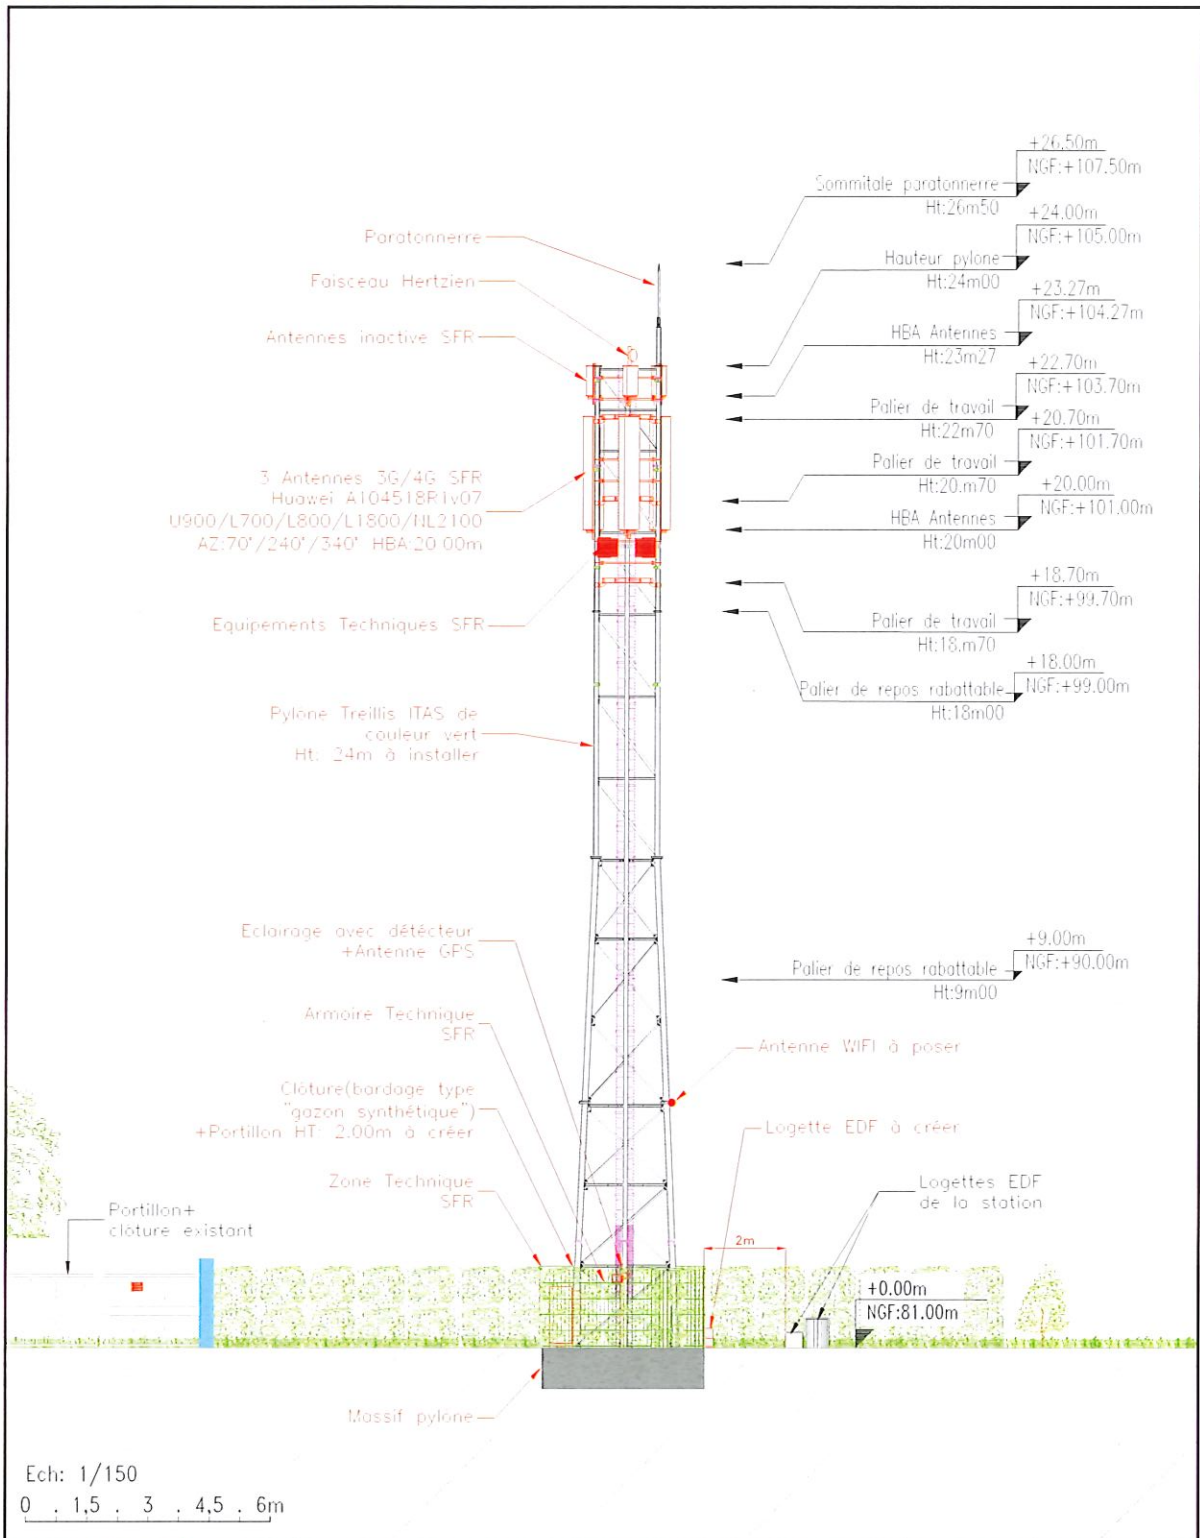 +26.50m
NGF:+107.50m
Sommitale paratonnerre
Ht:26m50
+24.00m
NGF:+105.00m
Hauteur pylone
Ht:24m00
+23.27m
NGF:+104.27m
HBA Antennes
Ht:23m27
+22.70m
NGF:+103.70m
Palier de travail
Ht:22m70
+20.70m
NGF:+101.70m
Palier de travail
Ht:20.m70
+20.00m
NGF:+101.00m
HBA Antennes
Ht:20m00
+18.70m
NGF:+99.70m
Palier de travail
Ht:18.m70
+18.00m
NGF:+99.00m
Palier de repos rabattable
Ht:18m00
+9.00m
NGF:+90.00m
Palier de repos rabattable
Ht:9m00
Paratonnerre
Faisceau Hertzien
Antennes inactive SFR
3 Antennes 3G/4G SFR
Huawei A104518R1v07
U900/L700/L800/L1800/NL2100
AZ:70°/240°/340° HBA:20.00m
Equipements Techniques SFR
Pylone Treillis ITAS de
couleur vert
Ht: 24m à installer
Eclairage avec détécteur
+Antenne GPS
Armoire Technique
SFR
Clôture(bardage type
"gazon synthétique")
+Portillon HT: 2.00m à créer
Zone Technique
SFR
Portillon+
clôture existant
Antenne WIFI à poser
Logette EDF à créer
Logettes EDF
de la station
2m
+0.00m
NGF:81.00m
Massif pylone
Ech: 1/150
0 . 1,5 . 3 . 4,5 . 6m